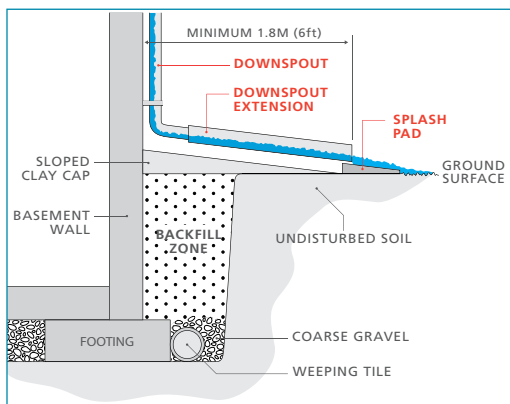 MINIMUM 1.8M (6ft)
DOWNSPOUT
DOWNSPOUT
EXTENSION
SPLASH
PAD
SLOPED
CLAY CAP
GROUND
SURFACE
BASEMENT
WALL
BACKFILL
ZONE
UNDISTURBED SOIL
FOOTING
COARSE GRAVEL
WEEPING TILE